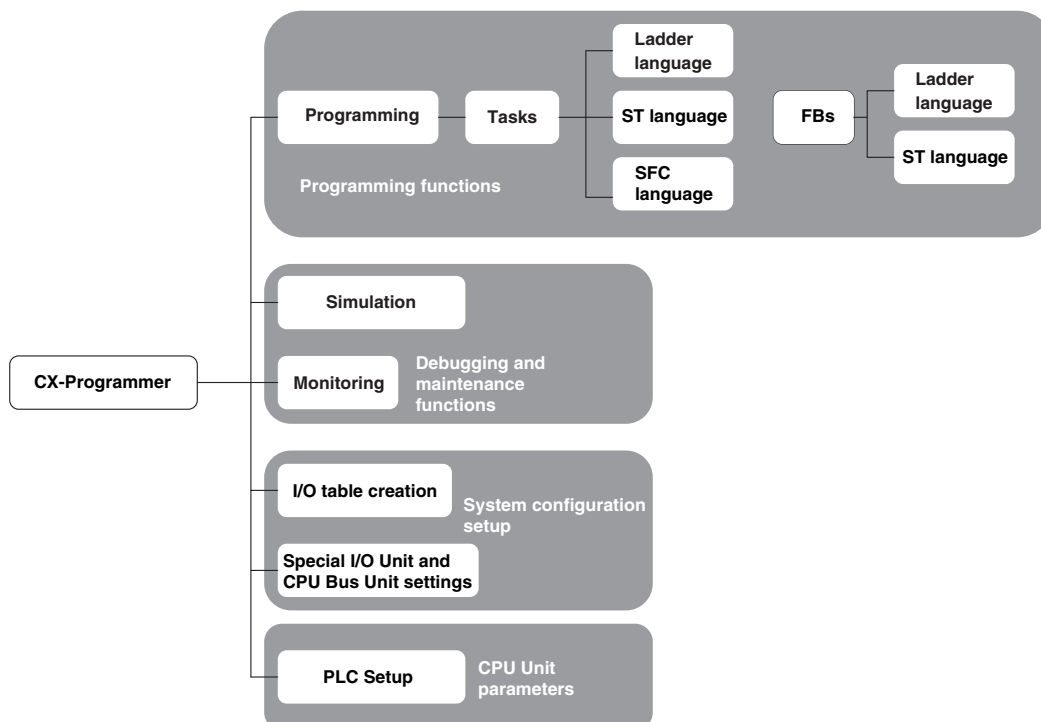 Ladder
language
Programming
Tasks
ST language
SFC
language
FBs
Ladder
language
ST language
Programming functions
Simulation
Monitoring
Debugging and
maintenance
functions
CX-Programmer
I/O table creation
System configuration
setup
Special I/O Unit and
CPU Bus Unit settings
PLC Setup
CPU Unit
parameters